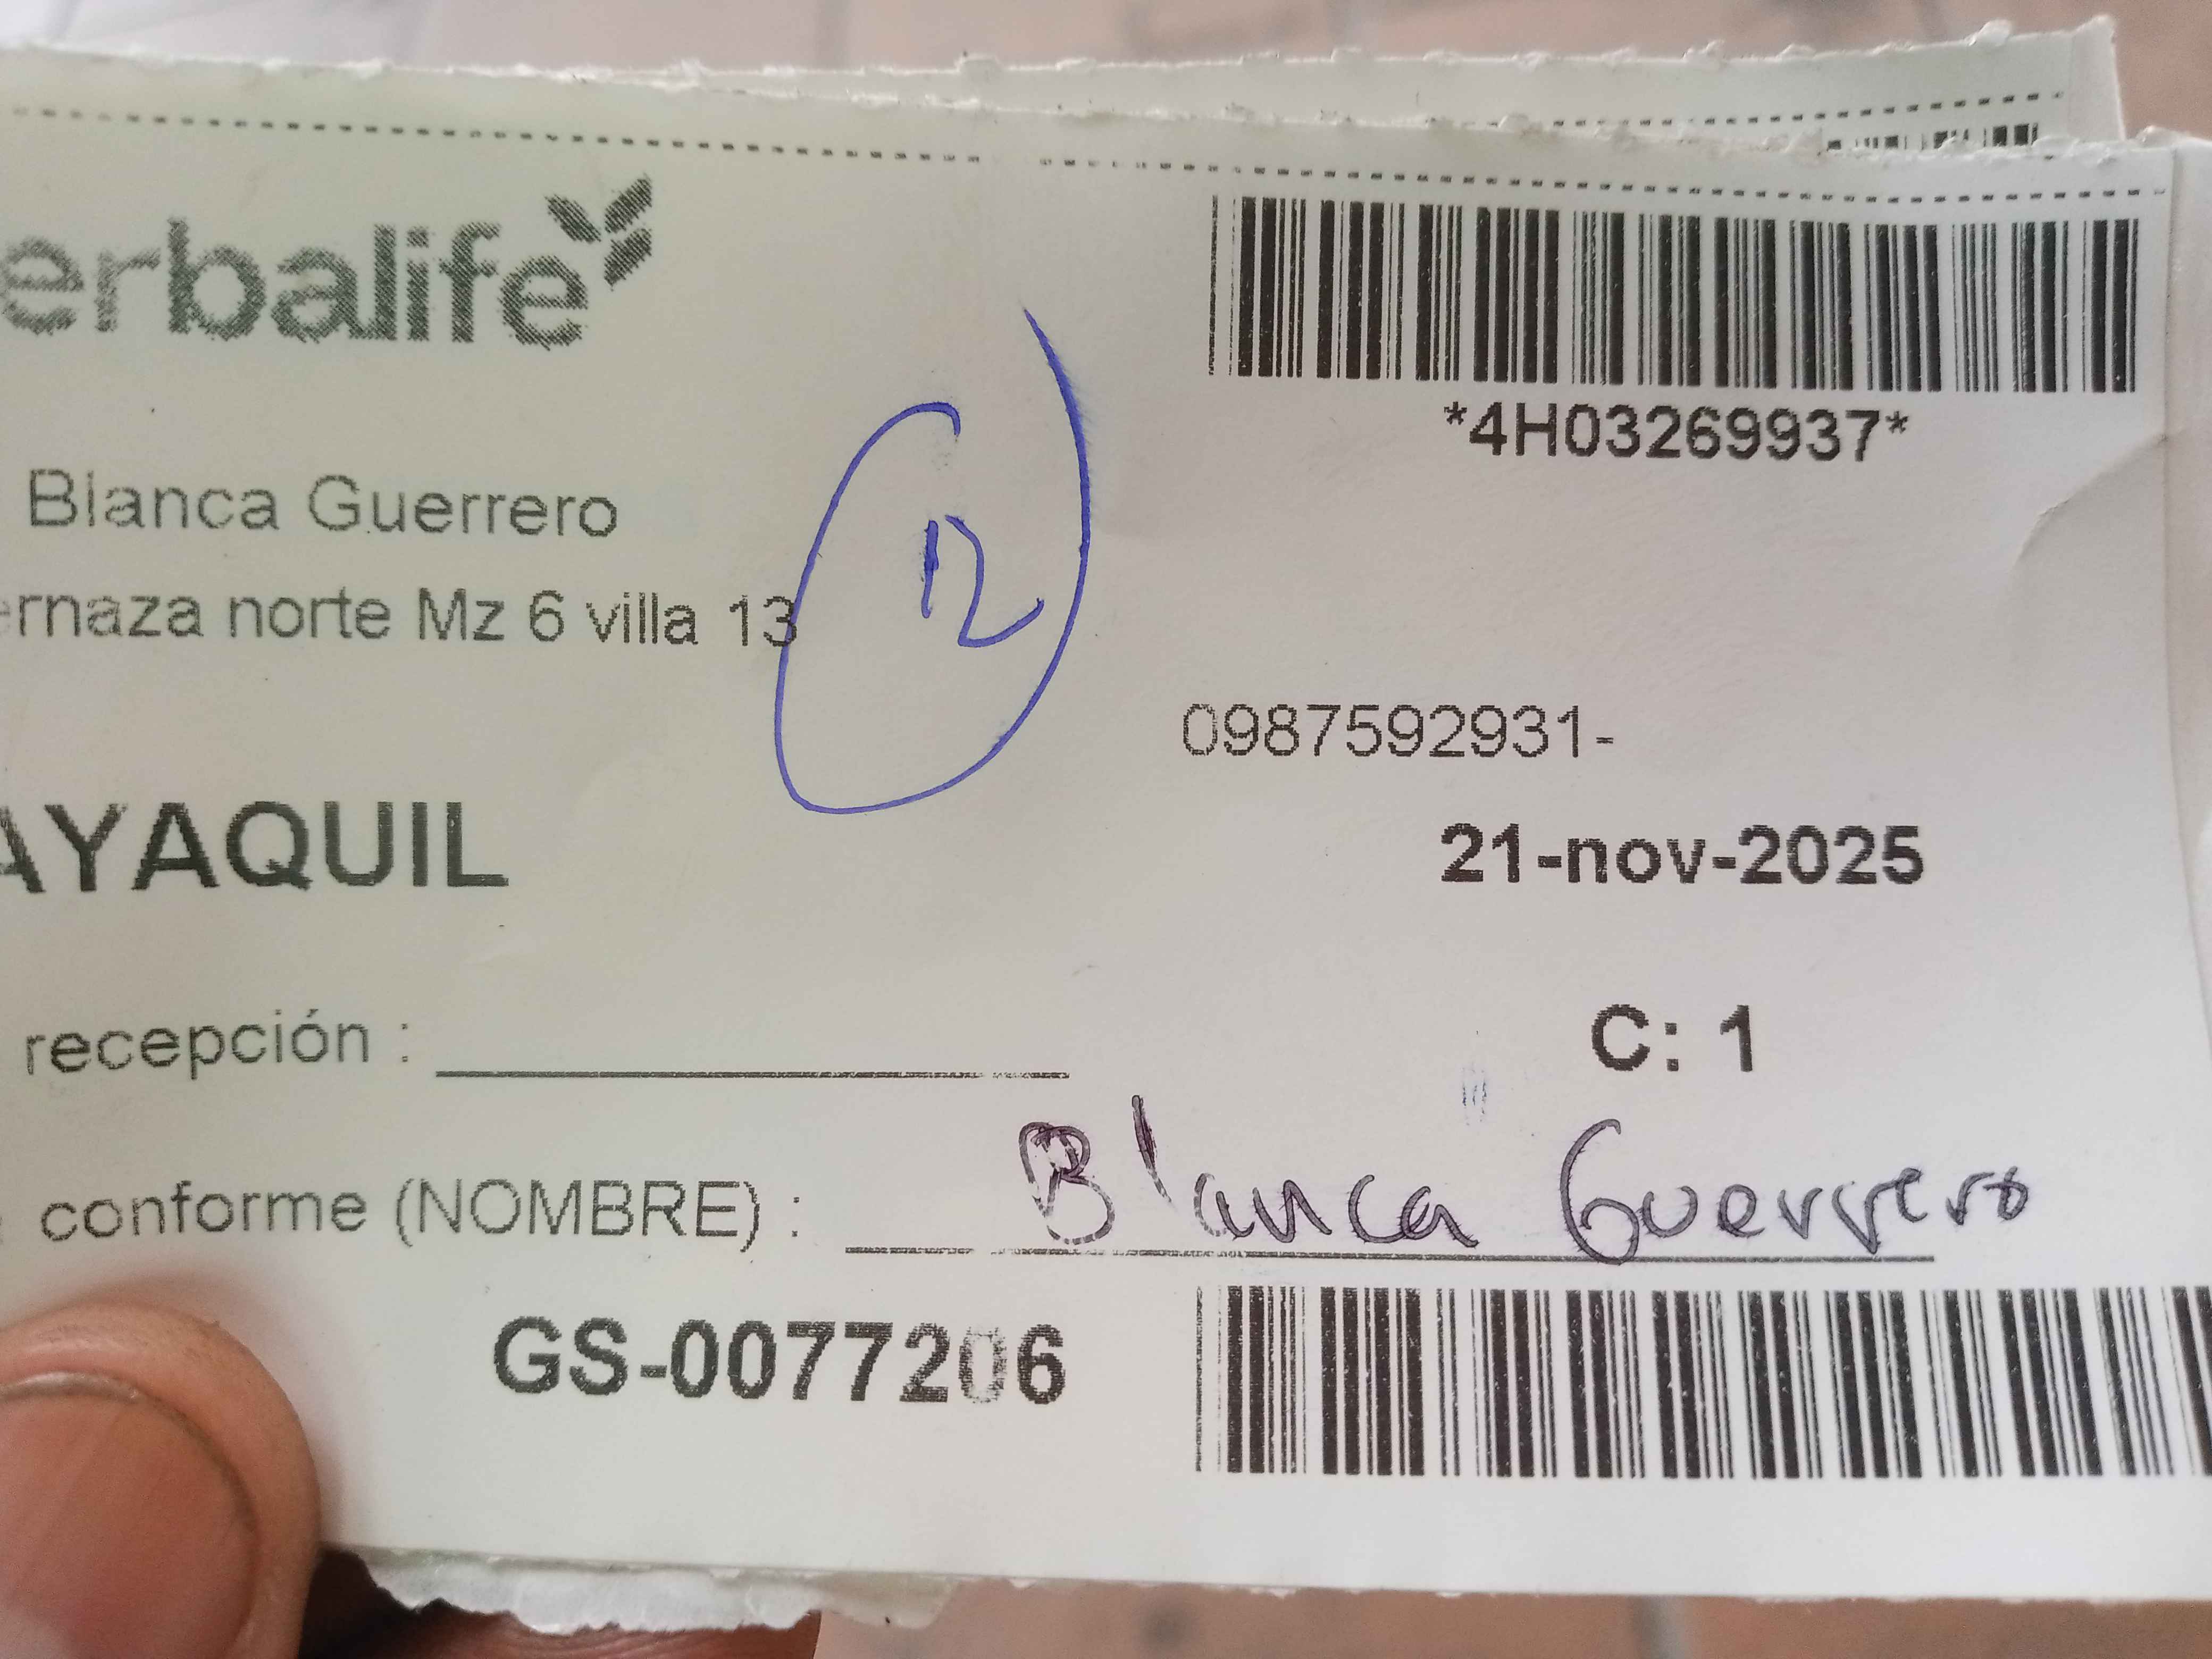 erbalife
*4H03269937*
Blanca Guerrero
ernaza norte Mz 6 villa 13
12
0987592931-
AYAQUIL
21-nov-2025
recepción :
C: 1
conforme (NOMBRE) : Blanca Guerrero
GS-0077206